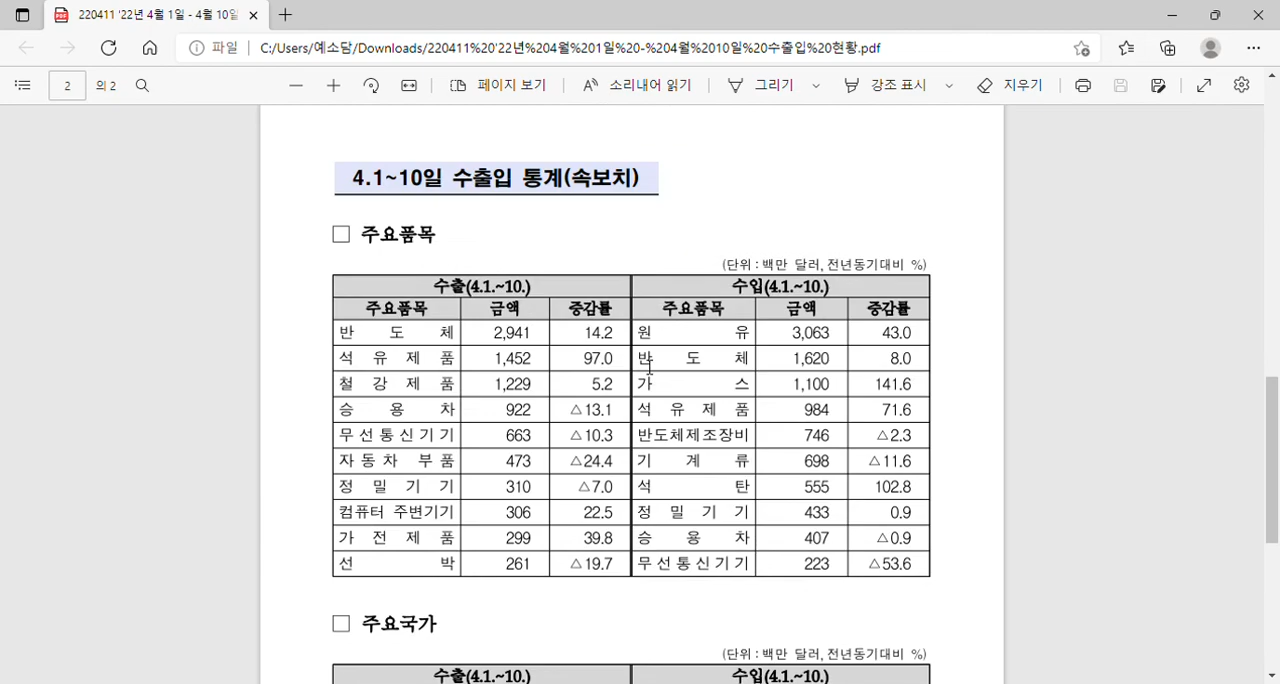 220411 '22년 4월 1일 - 4월 10일
파일 C:/Users/예소담/Downloads/220411%20'22년%204월%201일%20-%204월%2010일%20수출입%20현황.pdf
2 의 2 페이지 보기 소리내어 읽기 그리기 강조 표시 지우기
4.1~10일 수출입 통계(속보치)
□ 주요품목
(단위 : 백만 달러, 전년동기대비 %)
수출(4.1.~10.) 수입(4.1.~10.)
주요품목 금액 증감률 주요품목 금액 증감률
반 도 체 2,941 14.2 원 유 3,063 43.0
석 유 제 품 1,452 97.0 반 도 체 1,620 8.0
철 강 제 품 1,229 5.2 가 스 1,100 141.6
승 용 차 922 △13.1 석 유 제 품 984 71.6
무선통신기기 663 △10.3 반도체제조장비 746 △2.3
자동차 부품 473 △24.4 기 계 류 698 △11.6
정 밀 기 기 310 △7.0 석 탄 555 102.8
컴퓨터 주변기기 306 22.5 정 밀 기 기 433 0.9
가 전 제 품 299 39.8 승 용 차 407 △0.9
선 박 261 △19.7 무선통신기기 223 △53.6
□ 주요국가
(단위 : 백만 달러, 전년동기대비 %)
수출(4.1.~10.) 수입(4.1.~10.)